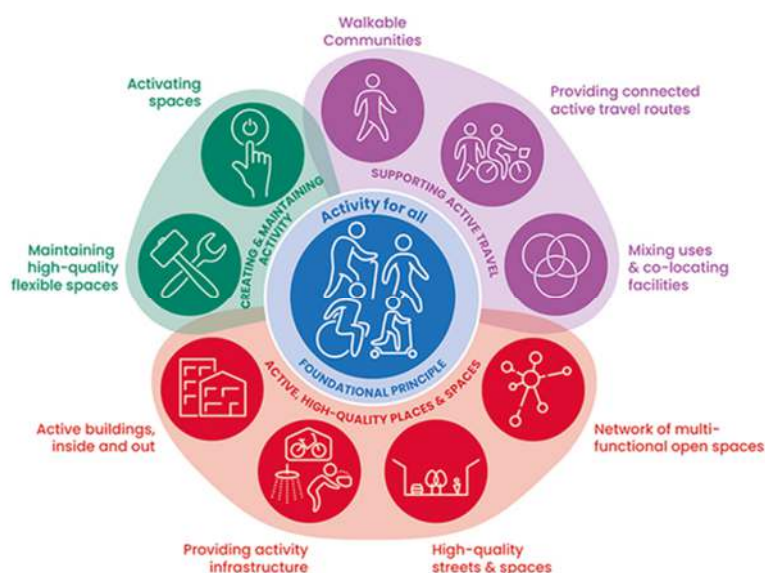 Walkable
Communities
Activating
spaces
Providing connected
active travel routes
SUPPORTING ACTIVE TRAVEL
CREATING & MAINTAINING
ACTIVITY
Activity for all
Maintaining
high-quality
flexible spaces
Mixing uses
& co-locating
facilities
FOUNDATIONAL PRINCIPLE
ACTIVE, HIGH-QUALITY PLACES & SPACES
Active buildings,
inside and out
Network of multi-
functional open spaces
Providing activity
infrastructure
High-quality
streets & spaces